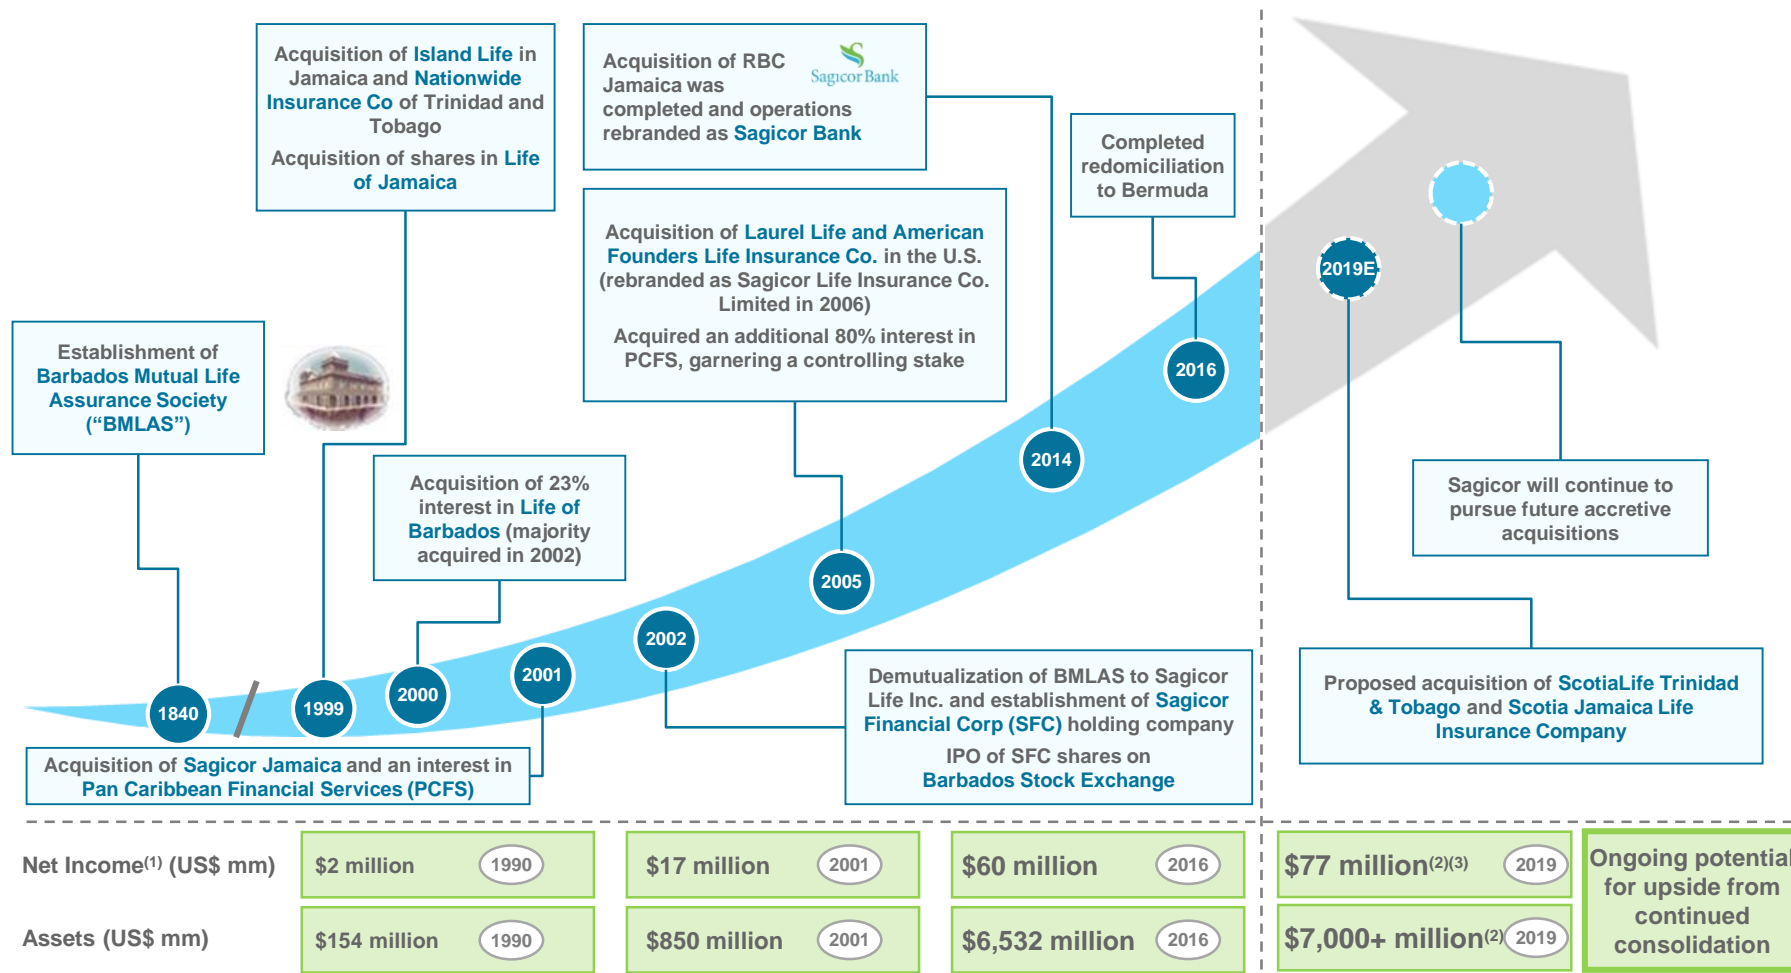 Acquisition of Island Life in
Jamaica and Nationwide
Insurance Co of Trinidad and
Tobago
Acquisition of shares in Life
of Jamaica
Acquisition of RBC
Jamaica was
completed and operations
rebranded as Sagicor Bank
Sagicor Bank
Completed
redomiciliation
to Bermuda
Acquisition of Laurel Life and American
Founders Life Insurance Co. in the U.S.
(rebranded as Sagicor Life Insurance Co.
Limited in 2006)
Acquired an additional 80% interest in
PCFS, garnering a controlling stake
Establishment of
Barbados Mutual Life
Assurance Society
(“BMLAS”)
Acquisition of 23%
interest in Life of
Barbados (majority
acquired in 2002)
1840
1999
2000
2001
2002
2005
2014
2016
2019E
Sagicor will continue to
pursue future accretive
acquisitions
Demutualization of BMLAS to Sagicor
Life Inc. and establishment of Sagicor
Financial Corp (SFC) holding company
IPO of SFC shares on
Barbados Stock Exchange
Proposed acquisition of ScotiaLife Trinidad
& Tobago and Scotia Jamaica Life
Insurance Company
Acquisition of Sagicor Jamaica and an interest in
Pan Caribbean Financial Services (PCFS)
Net Income(1) (US$ mm) $2 million 1990 $17 million 2001 $60 million 2016 $77 million(2)(3) 2019
Assets (US$ mm) $154 million 1990 $850 million 2001 $6,532 million 2016 $7,000+ million(2) 2019
Ongoing potential
for upside from
continued
consolidation